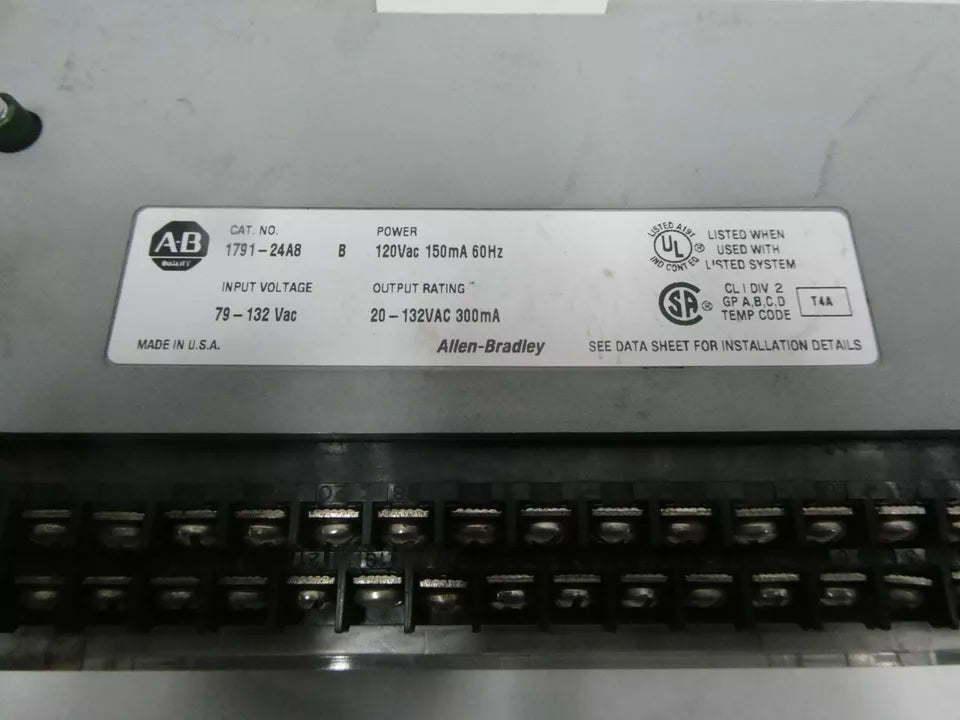 A-B
QUALITY
CAT. NO.
1791-24A8 B
POWER
120Vac 150mA 60Hz
INPUT VOLTAGE
79-132 Vac
OUTPUT RATING
20-132VAC 300mA
MADE IN U.S.A.
Allen-Bradley
LISTED A197
UL
IND CONT EQ
®
LISTED WHEN
USED WITH
LISTED SYSTEM
SA
®
CL I DIV 2
GP A,B,C,D
TEMP CODE
T4A
SEE DATA SHEET FOR INSTALLATION DETAILS